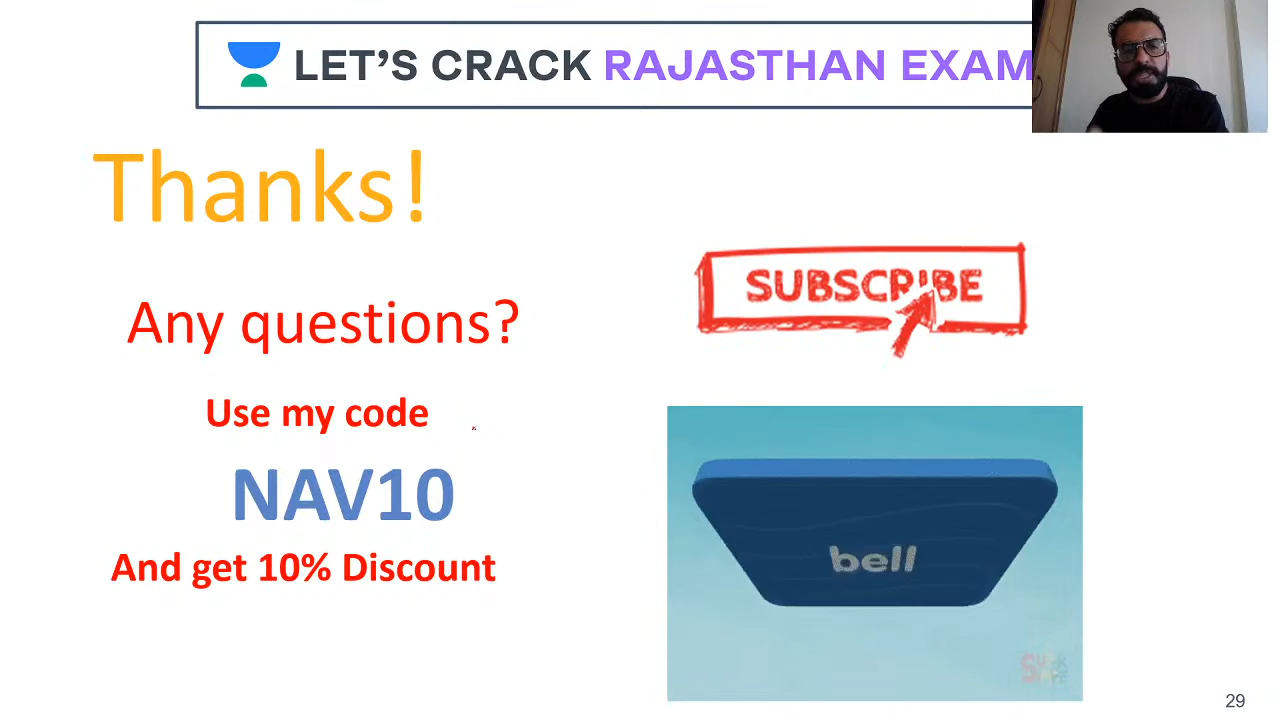 LET'S CRACK RAJASTHAN EXAM
Thanks!
SUBSCRIBE
Any questions?
Use my code
NAV10
And get 10% Discount
bell
29